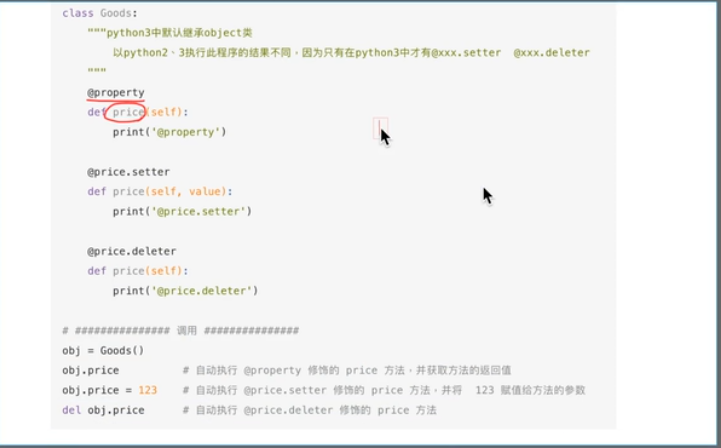 class Goods:
"""python3中默认继承object类
以python2、3执行此程序的结果不同，因为只有在python3中才有@xxx.setter @xxx.deleter
"""
@property
def price(self):
print('@property')
@price.setter
def price(self, value):
print('@price.setter')
@price.deleter
def price(self):
print('@price.deleter')
# ############### 调用 ###############
obj = Goods()
obj.price # 自动执行 @property 修饰的 price 方法，并获取方法的返回值
obj.price = 123 # 自动执行 @price.setter 修饰的 price 方法，并将 123 赋值给方法的参数
del obj.price # 自动执行 @price.deleter 修饰的 price 方法